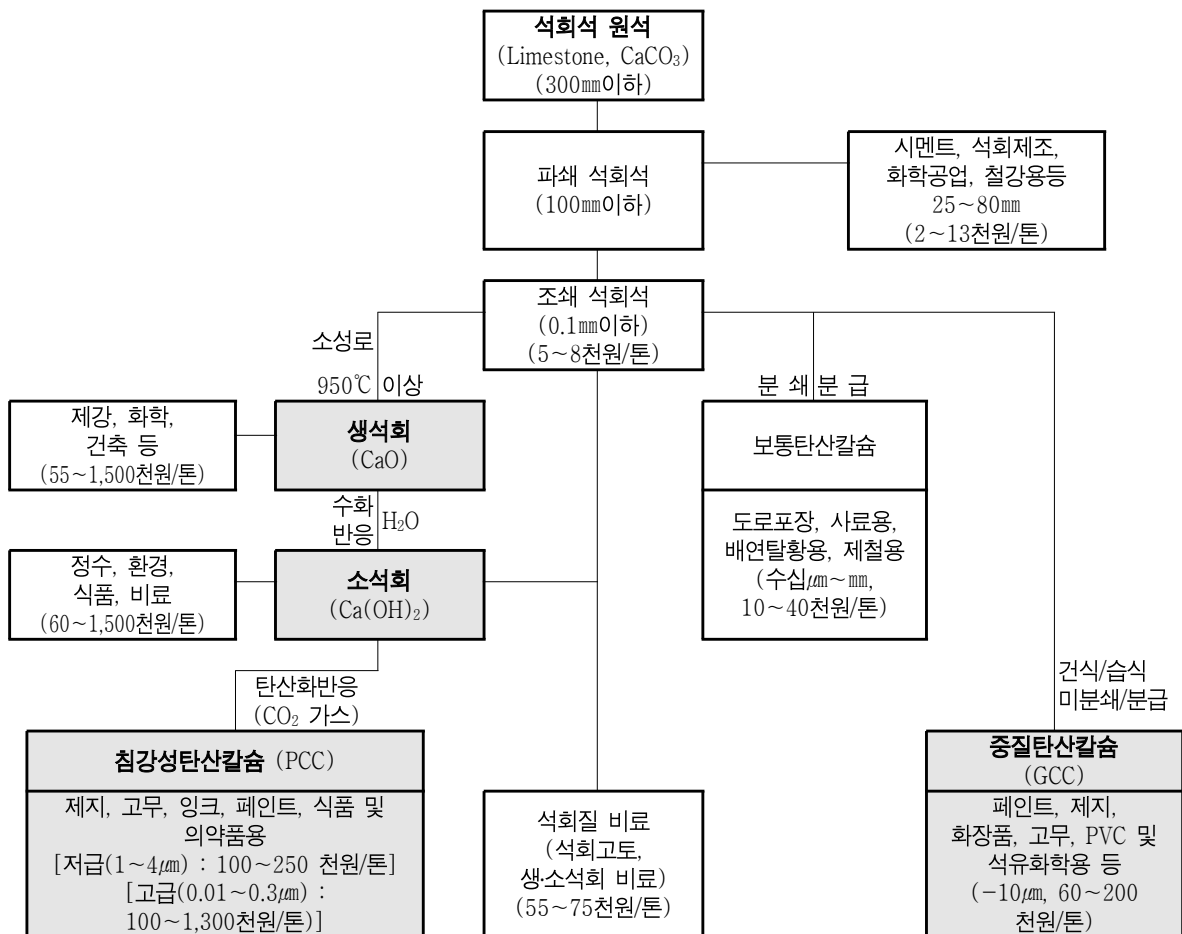 석회석 원석
(Limestone, CaCO₃)
(300㎜이하)
파쇄 석회석
(100㎜이하)
시멘트, 석회제조,
화학공업, 철강용등
25~80㎜
(2~13천원/톤)
조쇄 석회석
(0.1㎜이하)
(5~8천원/톤)
소성로
950℃ 이상
분 쇄 분 급
제강, 화학,
건축 등
(55~1,500천원/톤)
생석회
(CaO)
보통탄산칼슘
수화
반응
H₂O
도로포장, 사료용,
배연탈황용, 제철용
(수십㎛~㎜,
10~40천원/톤)
정수, 환경,
식품, 비료
(60~1,500천원/톤)
소석회
(Ca(OH)₂)
탄산화반응
(CO₂ 가스)
건식/습식
미분쇄/분급
침강성탄산칼슘 (PCC)
제지, 고무, 잉크, 페인트, 식품 및
의약품용
[저급(1~4㎛) : 100~250 천원/톤]
[고급(0.01~0.3㎛) :
100~1,300천원/톤)]
석회질 비료
(석회고토,
생·소석회 비료)
(55~75천원/톤)
중질탄산칼슘
(GCC)
페인트, 제지,
화장품, 고무, PVC 및
석유화학용 등
(-10㎛, 60~200
천원/톤)